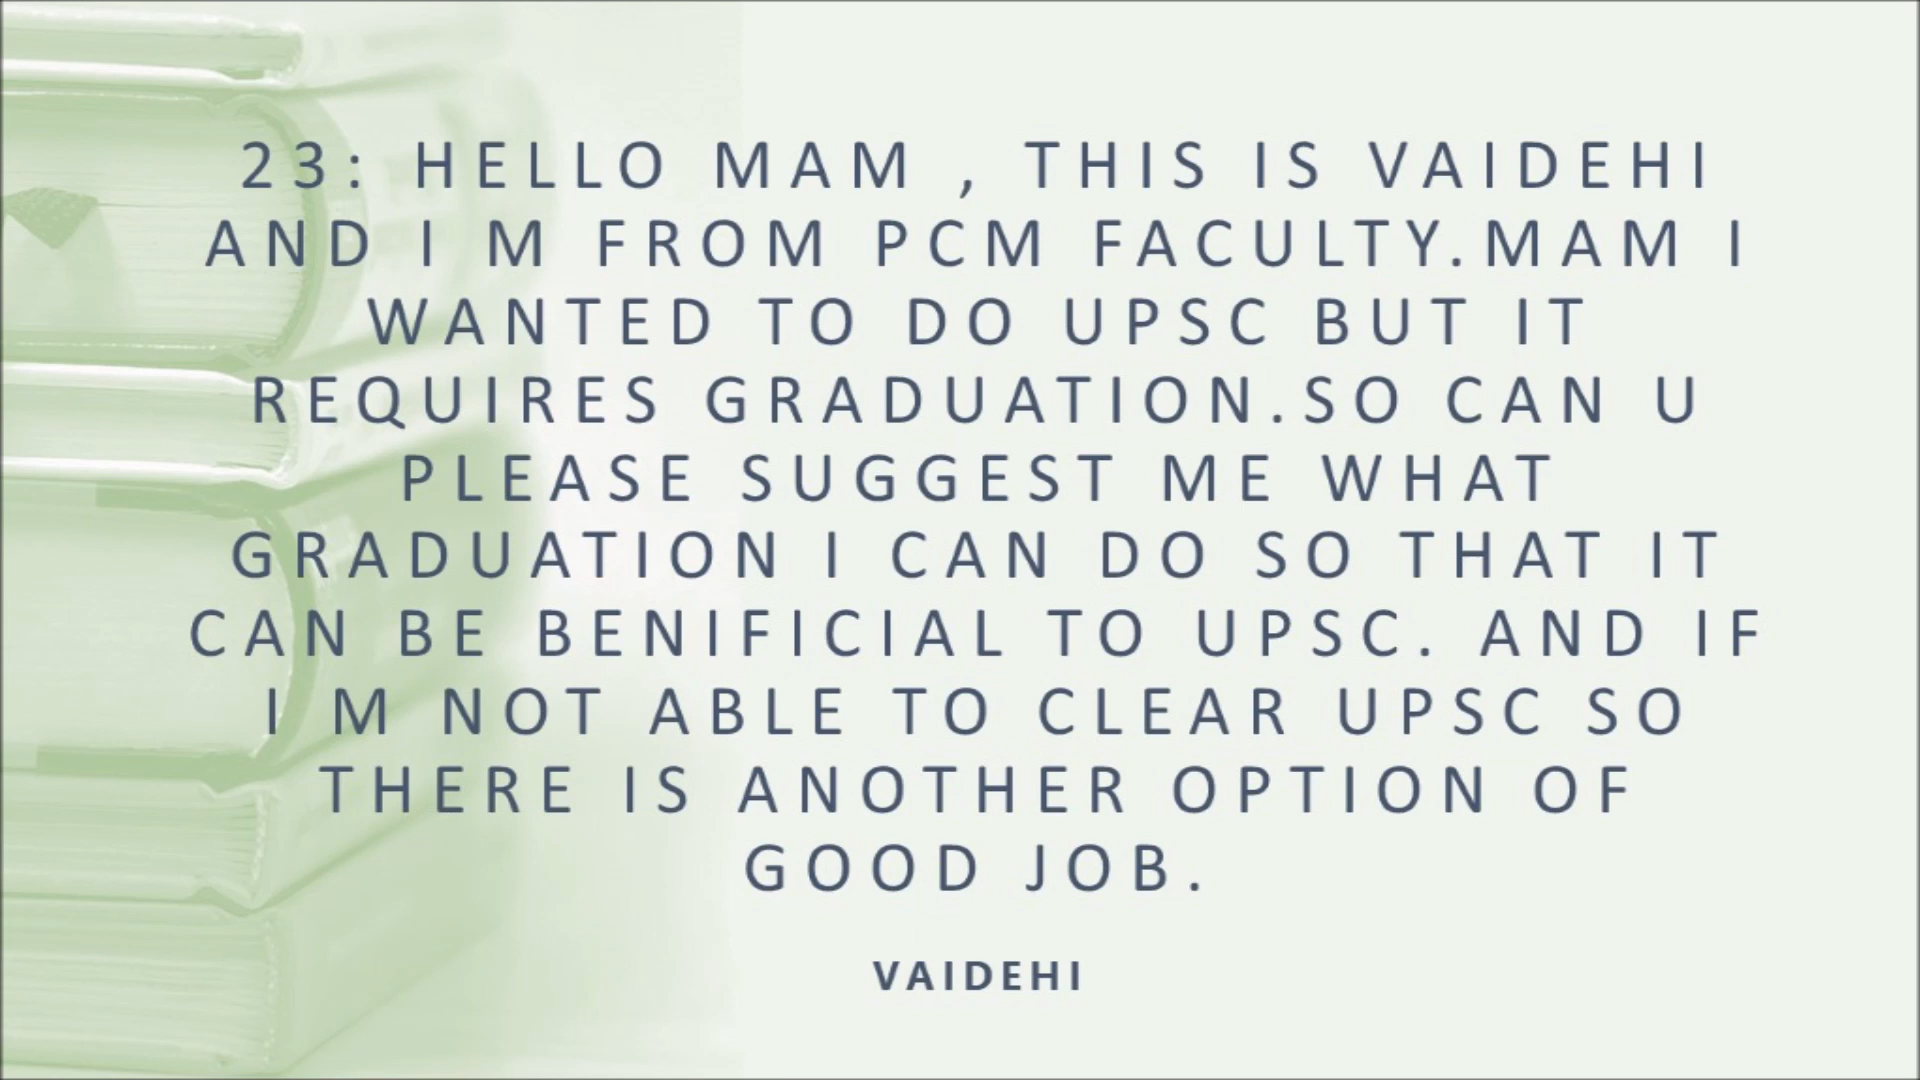 23: HELLO MAM , THIS IS VAIDEHI
AND I M FROM PCM FACULTY.MAM I
WANTED TO DO UPSC BUT IT
REQUIRES GRADUATION.SO CAN U
PLEASE SUGGEST ME WHAT
GRADUATION I CAN DO SO THAT IT
CAN BE BENIFICIAL TO UPSC. AND IF
I M NOT ABLE TO CLEAR UPSC SO
THERE IS ANOTHER OPTION OF
GOOD JOB.
VAIDEHI